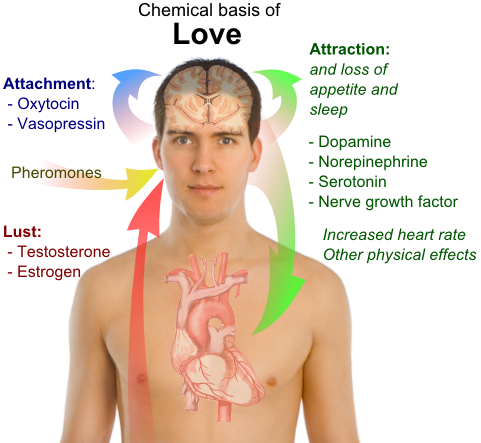 Chemical basis of
Love
Attachment:
- Oxytocin
- Vasopressin
Pheromones
Lust:
- Testosterone
- Estrogen
Attraction:
and loss of
appetite and
sleep
- Dopamine
- Norepinephrine
- Serotonin
- Nerve growth factor
Increased heart rate
Other physical effects